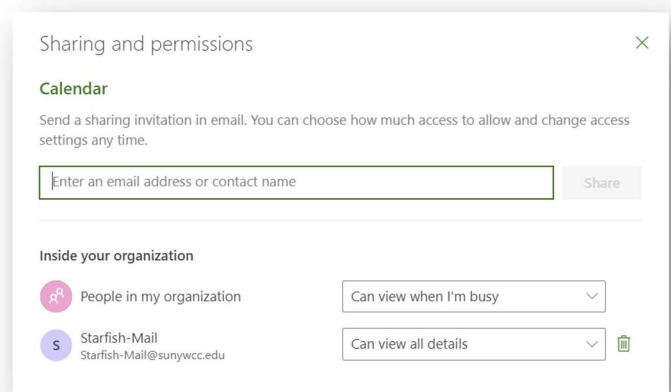 Sharing and permissions
Calendar
Send a sharing invitation in email. You can choose how much access to allow and change access
settings any time.
Enter an email address or contact name
Share
Inside your organization
People in my organization
Can view when I'm busy
S
Starfish-Mail
Starfish-Mail@sunywcc.edu
Can view all details